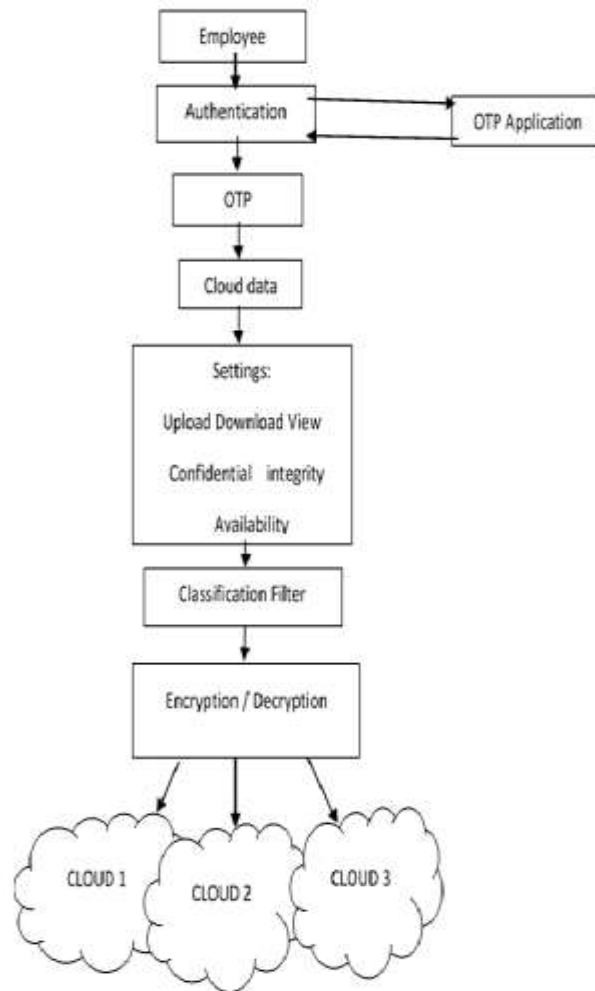 Employee
Authentication
OTP Application
OTP
Cloud data
Settings:
Upload Download View
Confidential integrity
Availability
Classification Filter
Encryption / Decryption
CLOUD 1
CLOUD 2
CLOUD 3